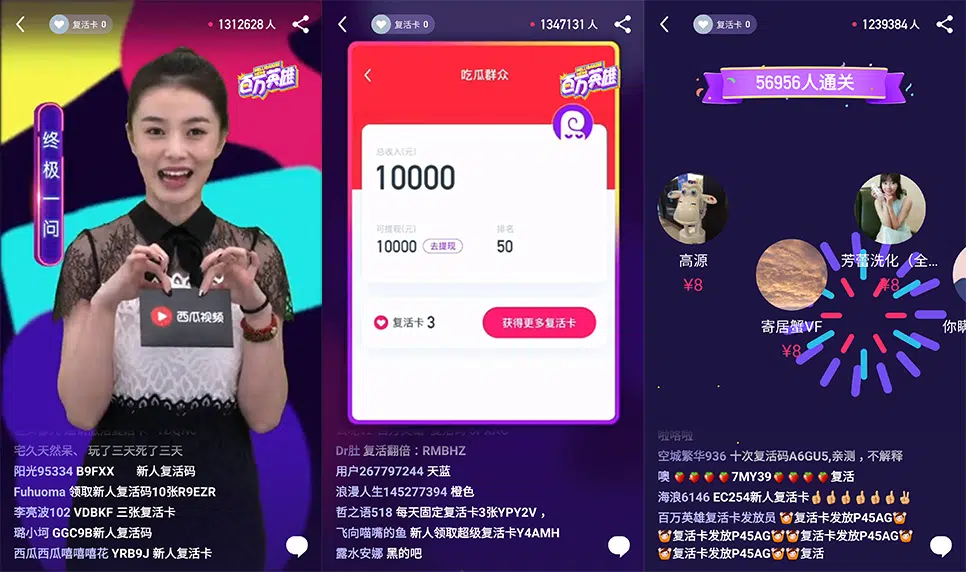 复活卡 0
1312628 人
百万英雄
终极一问
西瓜视频
宅久天然呆、 玩了三天死了三天
阳光95334 B9FXX 新人复活码
Fuhuoma 领取新人复活码10张R9EZR
李亮波102 VDBKF 三张复活卡
璐小坷 GGC9B新人复活码
西瓜西瓜嘻嘻嘻花 YRB9J 新人复活卡
复活卡 0
1347131 人
吃瓜群众
百万英雄
总收入(元)
10000
可提现(元)
排名
10000
去提现
50
复活卡 3
获得更多复活卡
Dr肚 复活翻倍：RMBHZ
用户267797244 天蓝
浪漫人生145277394 橙色
哲之语518 每天固定复活卡3张YPY2V ，
飞向喵嘴的鱼 新人领取超级复活卡Y4AMH
露水安娜 黑的吧
复活卡 0
1239384 人
56956人通关
高源
¥8
芳蕾洗化（全...
¥8
寄居蟹VF
¥8
你
啦咯啦
空城繁华936 十次复活码A6GU5,亲测，不解释
噢 🍓🍓🍓🍓7MY39🍓🍓🍓🍓复活
海浪6146 EC254新人复活卡☝☝☝☝☝☝✌
百万英雄复活卡发放员 复活卡发放P45AG
复活卡发放P45AG复活卡发放P45AG
复活卡发放P45AG复活